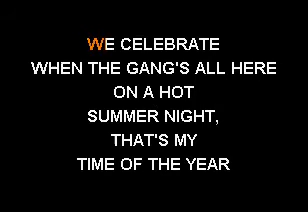 WE CELEBRATE
WHEN THE GANG'S ALL HERE
ON A HOT
SUMMER NIGHT,
THAT'S MY
TIME OF THE YEAR